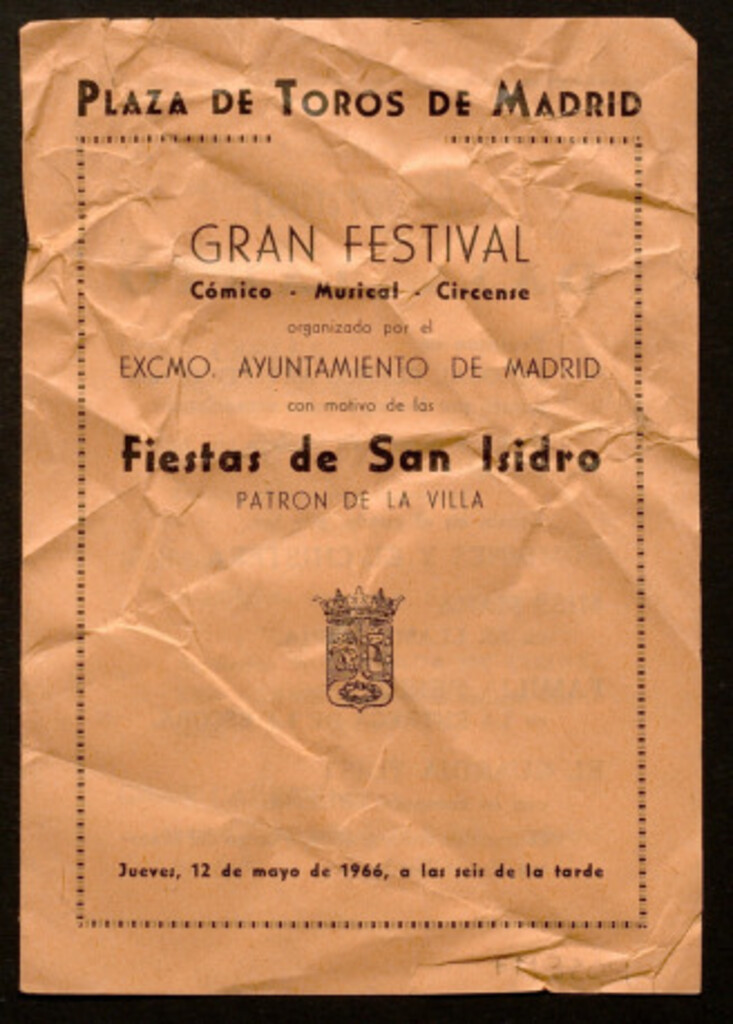 PLAZA DE TOROS DE MADRID
GRAN FESTIVAL
Cómico - Musical - Circense
organizado por el
EXCMO. AYUNTAMIENTO DE MADRID
con motivo de las
Fiestas de San Isidro
PATRON DE LA VILLA
Jueves, 12 de mayo de 1966, a las seis de la tarde